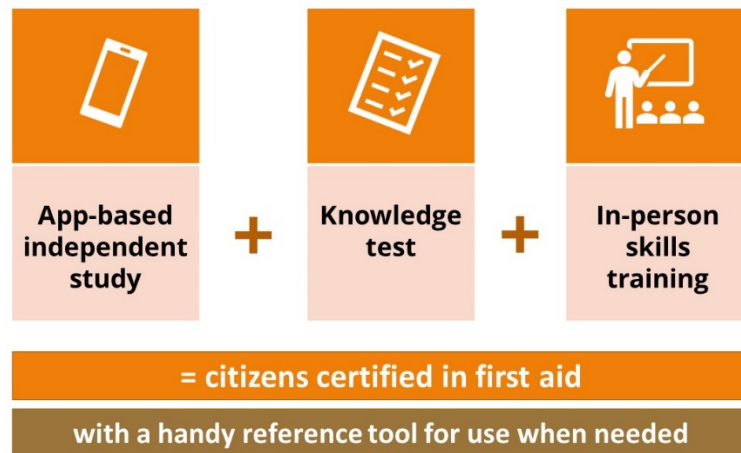 App-based
independent
study
+
Knowledge
test
+
In-person
skills
training
= citizens certified in first aid
with a handy reference tool for use when needed